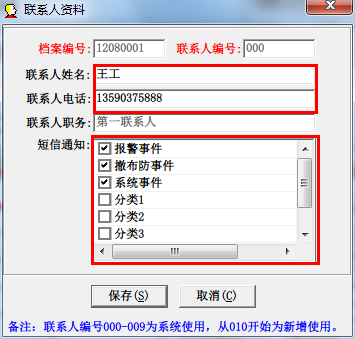 联系人资料
档案编号: 12080001 联系人编号: 000
联系人姓名: 王工
联系人电话: 13590375888
联系人职务: 第一联系人
短信通知: 报警事件
撤布防事件
系统事件
分类1
分类2
分类3
保存(S) 取消(C)
备注：联系人编号000-009为系统使用，从010开始为新增使用。